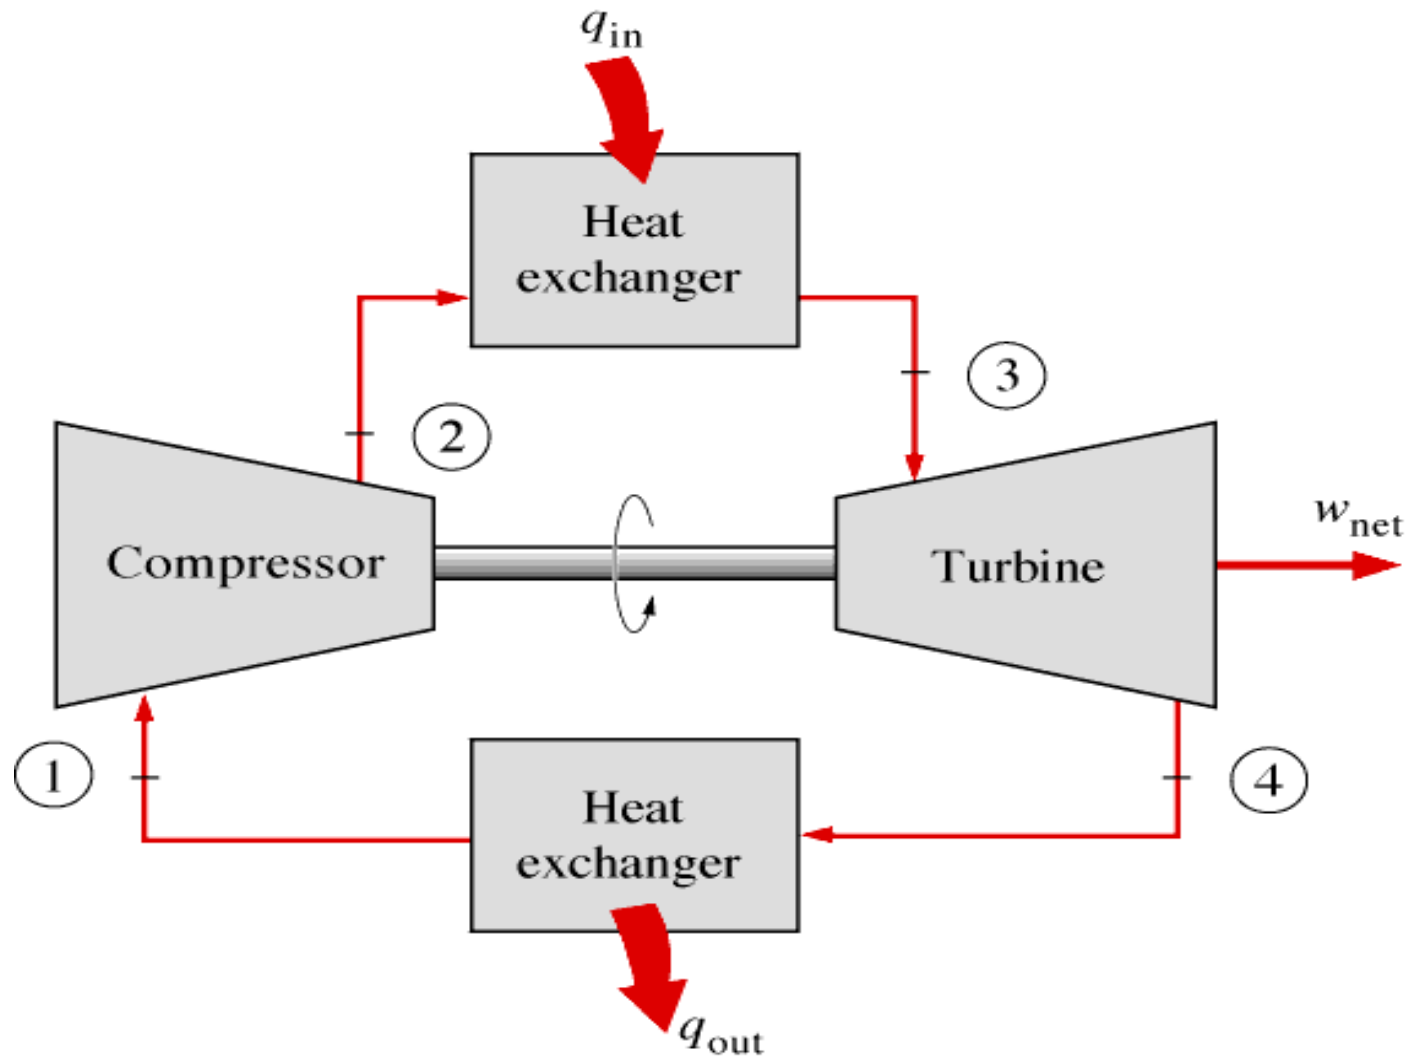 q_in
Heat
exchanger
3
2
w_net
Compressor
Turbine
1
4
Heat
exchanger
q_out